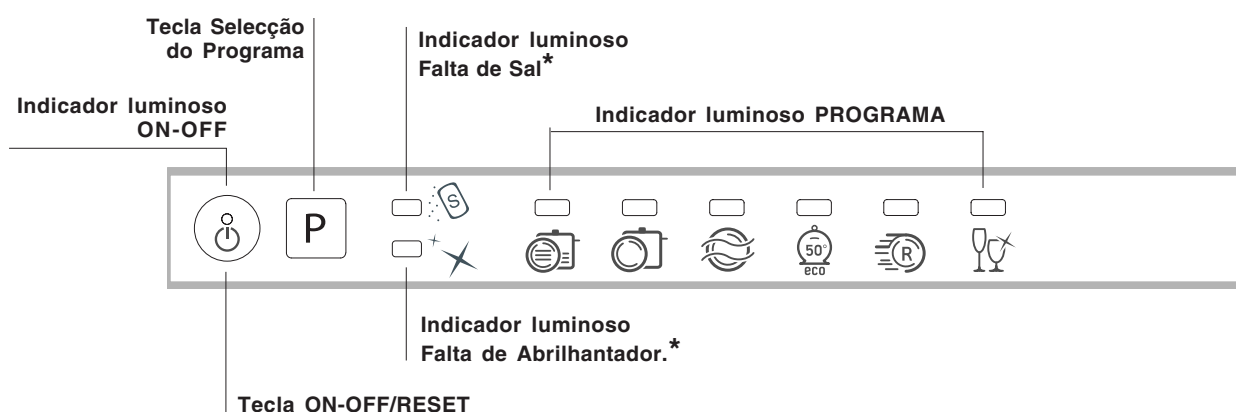 Tecla Selecção
do Programa
Indicador luminoso
Falta de Sal*
Indicador luminoso
ON-OFF
Indicador luminoso PROGRAMA
P
S
50°
eco
R
Indicador luminoso
Falta de Abrilhantador.*
Tecla ON-OFF/RESET